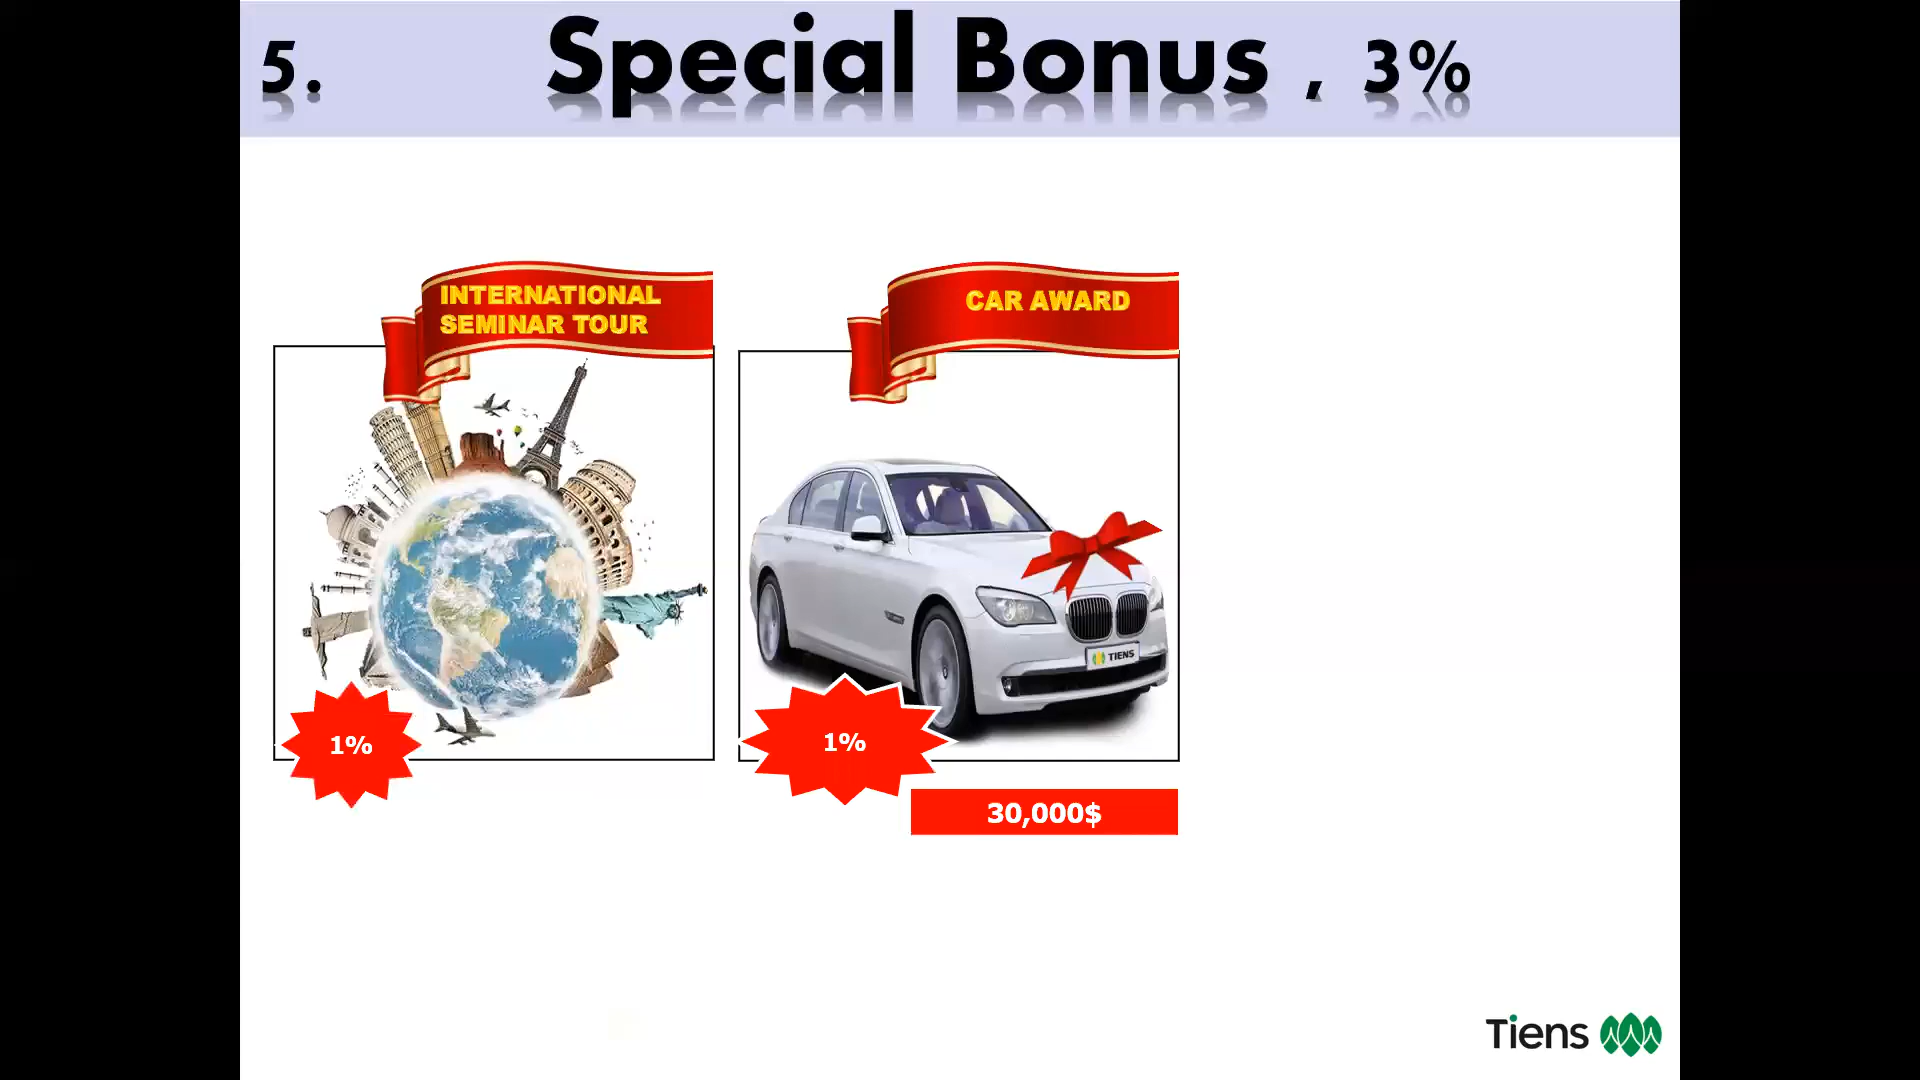 5. Special Bonus , 3%
INTERNATIONAL
SEMINAR TOUR
CAR AWARD
TIENS
1%
1%
30,000$
Tiens